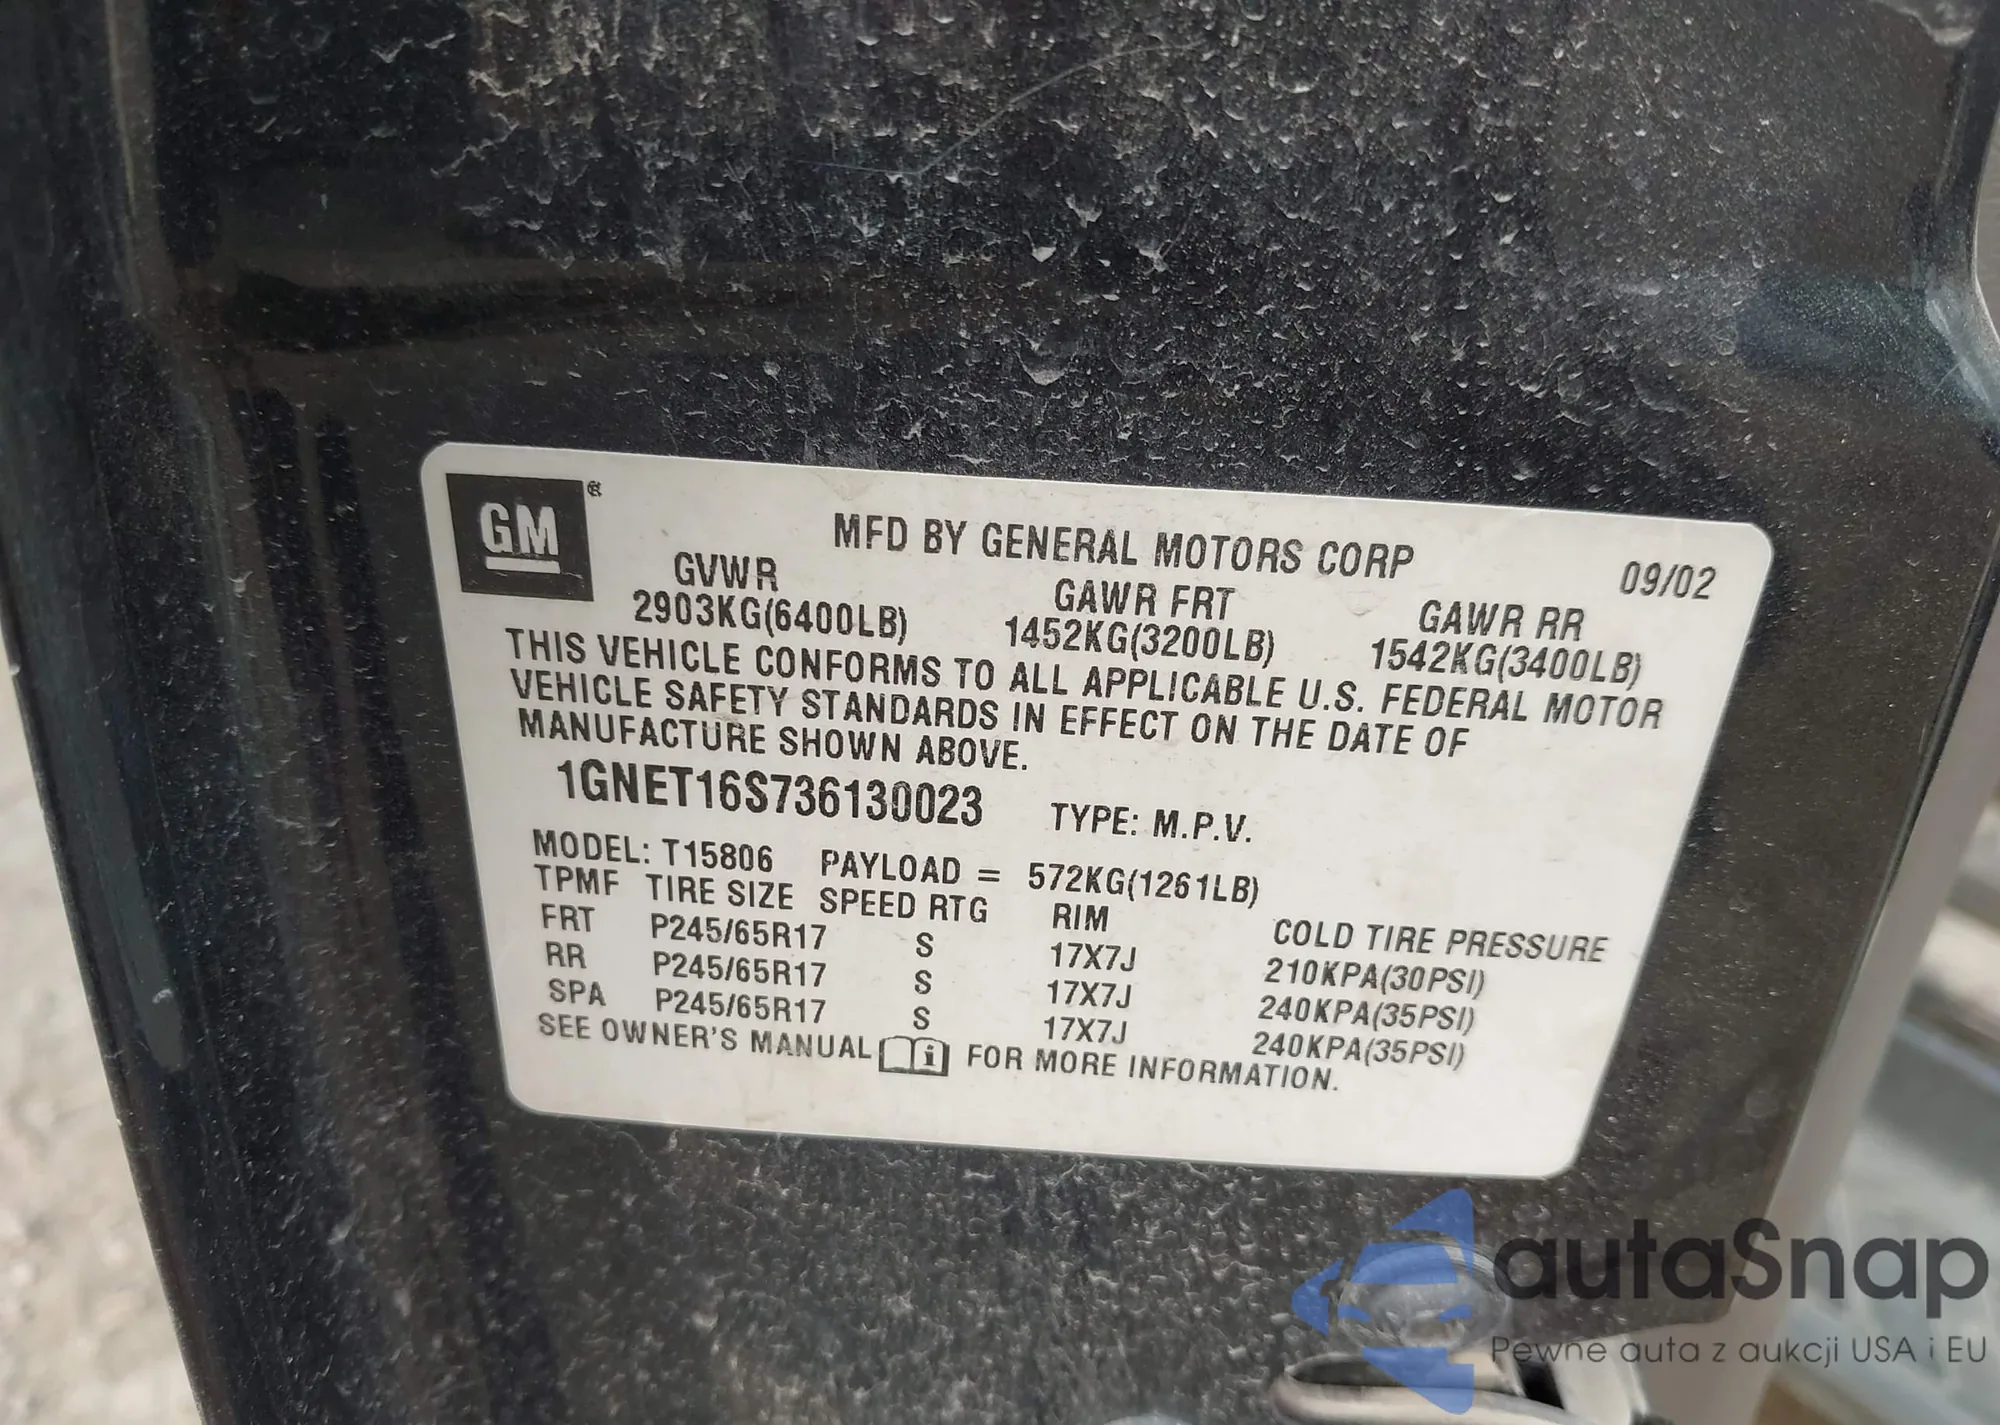 GM
MFD BY GENERAL MOTORS CORP
09/02
GVWR GAWR FRT GAWR RR
2903KG(6400LB) 1452KG(3200LB) 1542KG(3400LB)
THIS VEHICLE CONFORMS TO ALL APPLICABLE U.S. FEDERAL MOTOR
VEHICLE SAFETY STANDARDS IN EFFECT ON THE DATE OF
MANUFACTURE SHOWN ABOVE.
1GNET16S736130023 TYPE: M.P.V.
MODEL: T15806 PAYLOAD = 572KG(1261LB)
TPMF TIRE SIZE SPEED RTG RIM COLD TIRE PRESSURE
FRT P245/65R17 S 17X7J 210KPA(30PSI)
RR P245/65R17 S 17X7J 240KPA(35PSI)
SPA P245/65R17 S 17X7J 240KPA(35PSI)
SEE OWNER'S MANUAL i FOR MORE INFORMATION.
autaSnap
Pewne auta z aukcji USA i EU